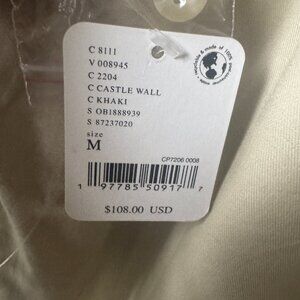 C 8111
V 008945
C 2204
C CASTLE WALL
C KHAKI
S OB1888939
S 87237020
size
M
CP7206 0008
1 97785 50917 7
$108.00 USD